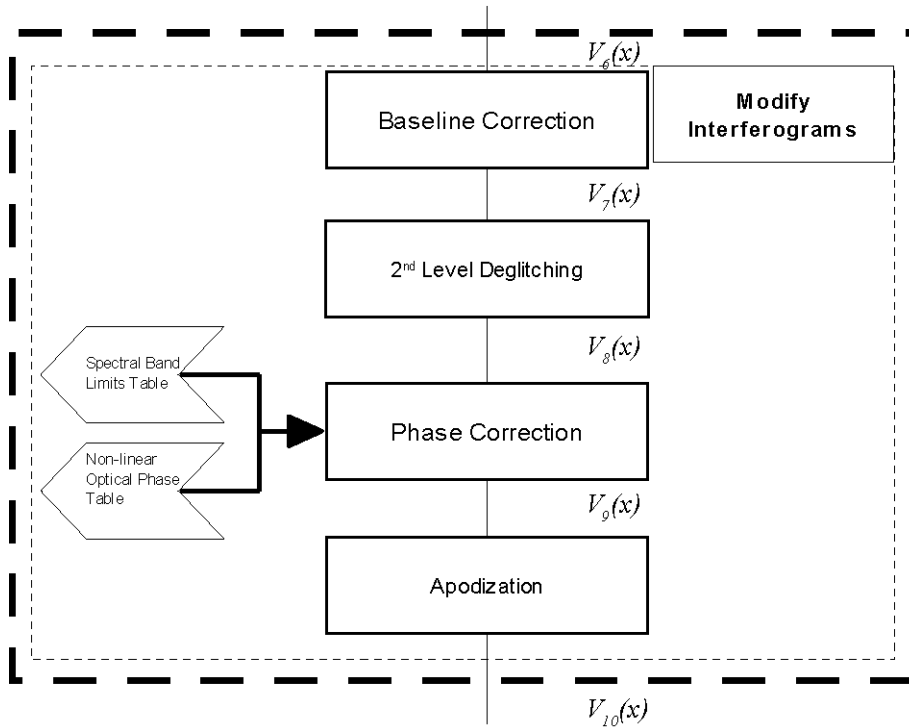 V6(x)
Baseline Correction
Modify
Interferograms
V7(x)
2nd Level Deglitching
V8(x)
Spectral Band
Limits Table
Phase Correction
Non-linear
Optical Phase
Table
V9(x)
Apodization
V10(x)